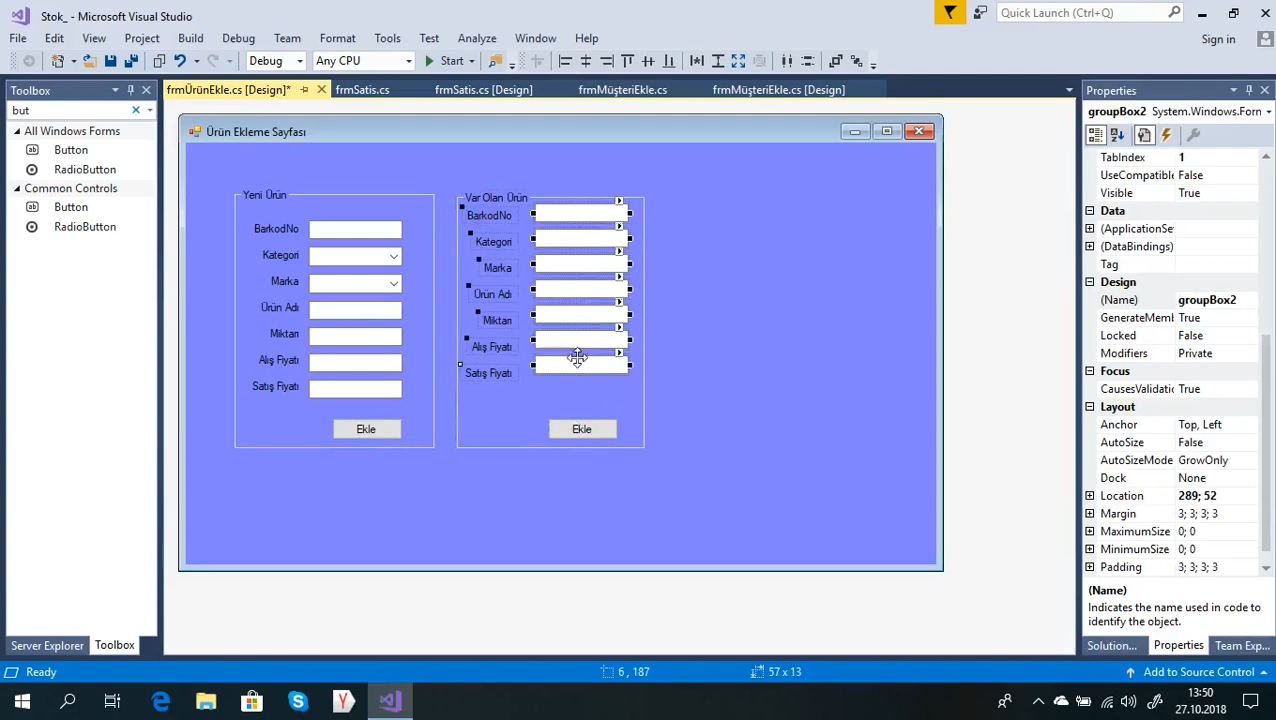 Stok_ - Microsoft Visual Studio
Quick Launch (Ctrl+Q)
File Edit View Project Build Debug Team Format Tools Test Analyze Window Help
Sign in
Debug Any CPU Start
Toolbox
frmÜrünEkle.cs [Design]* frmSatis.cs frmSatis.cs [Design] frmMüşteriEkle.cs frmMüşteriEkle.cs [Design]
Properties
but
groupBox2 System.Windows.Forn
All Windows Forms
Button
RadioButton
Common Controls
Button
RadioButton
Ürün Ekleme Sayfası
Yeni Ürün
BarkodNo
Kategori
Marka
Ürün Adı
Miktarı
Alış Fiyatı
Satış Fiyatı
Ekle
Var Olan Ürün
BarkodNo
Kategori
Marka
Ürün Adı
Miktarı
Alış Fiyatı
Satış Fiyatı
Ekle
TabIndex 1
UseCompatible False
Visible True
Data
(ApplicationSe
(DataBindings)
Tag
Design
(Name) groupBox2
GenerateMem True
Locked False
Modifiers Private
Focus
CausesValidatio True
Layout
Anchor Top, Left
AutoSize False
AutoSizeMode GrowOnly
Dock None
Location 289; 52
Margin 3; 3; 3; 3
MaximumSize 0; 0
MinimumSize 0; 0
Padding 3; 3; 3; 3
(Name)
Indicates the name used in code to
identify the object.
Server Explorer Toolbox
Solution... Properties Team Exp...
Ready 6 , 187 57 x 13 Add to Source Control
13:50
27.10.2018